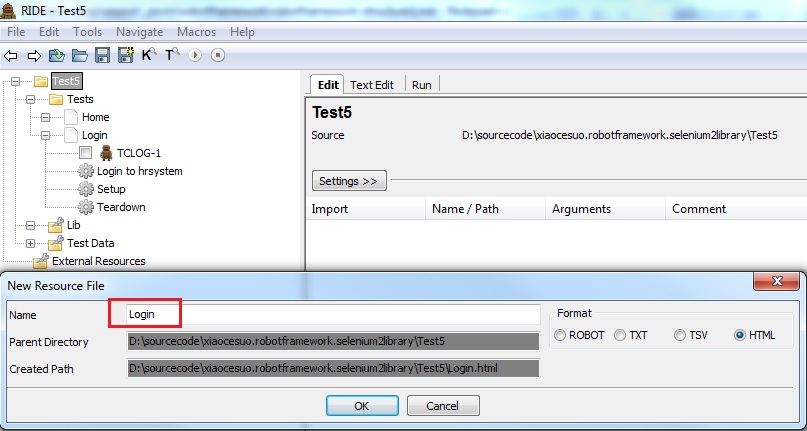 RIDE - Test5
File Edit Tools Navigate Macros Help
K T
Test5
Tests
Home
Login
TCLOG-1
Login to hrsystem
Setup
Teardown
Lib
Test Data
External Resources
Edit Text Edit Run
Test5
Source D:\sourcecode\xiaocesuo.robotframework.selenium2library\Test5
Settings >>
Import Name / Path Arguments Comment
New Resource File
Name Login
Parent Directory D:\sourcecode\xiaocesuo.robotframework.selenium2library\Test5
Created Path D:\sourcecode\xiaocesuo.robotframework.selenium2library\Test5\Login.html
Format
ROBOT TXT TSV HTML
OK Cancel